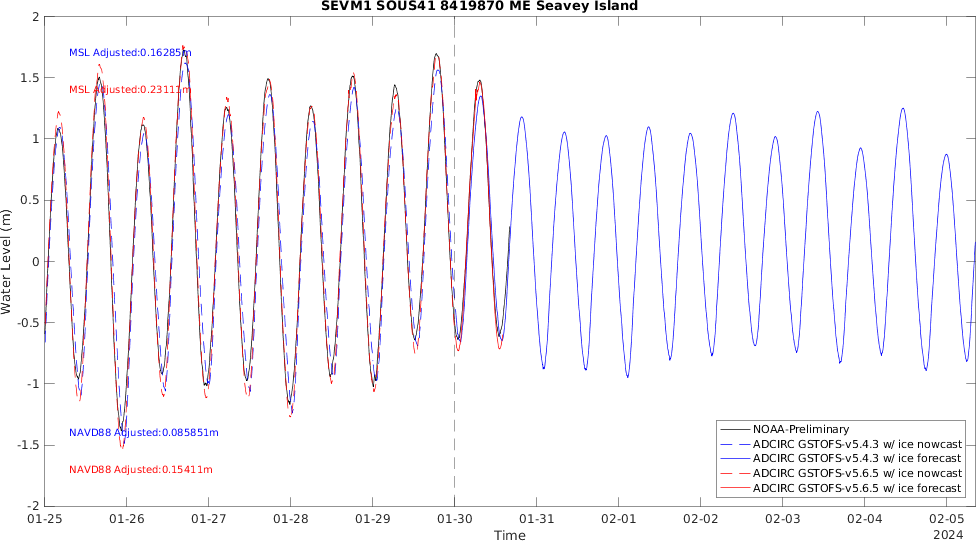 SEVM1 SOUS41 8419870 ME Seavey Island
2
1.5
1
0.5
0
-0.5
-1
-1.5
-2
Water Level (m)
MSL Adjusted:0.16285m
MSL Adjusted:0.23111m
NAVD88 Adjusted:0.085851m
NAVD88 Adjusted:0.15411m
NOAA-Preliminary
ADCIRC GSTOFS-v5.4.3 w/ ice nowcast
ADCIRC GSTOFS-v5.4.3 w/ ice forecast
ADCIRC GSTOFS-v5.6.5 w/ ice nowcast
ADCIRC GSTOFS-v5.6.5 w/ ice forecast
01-25 01-26 01-27 01-28 01-29 01-30 01-31 02-01 02-02 02-03 02-04 02-05
Time
2024